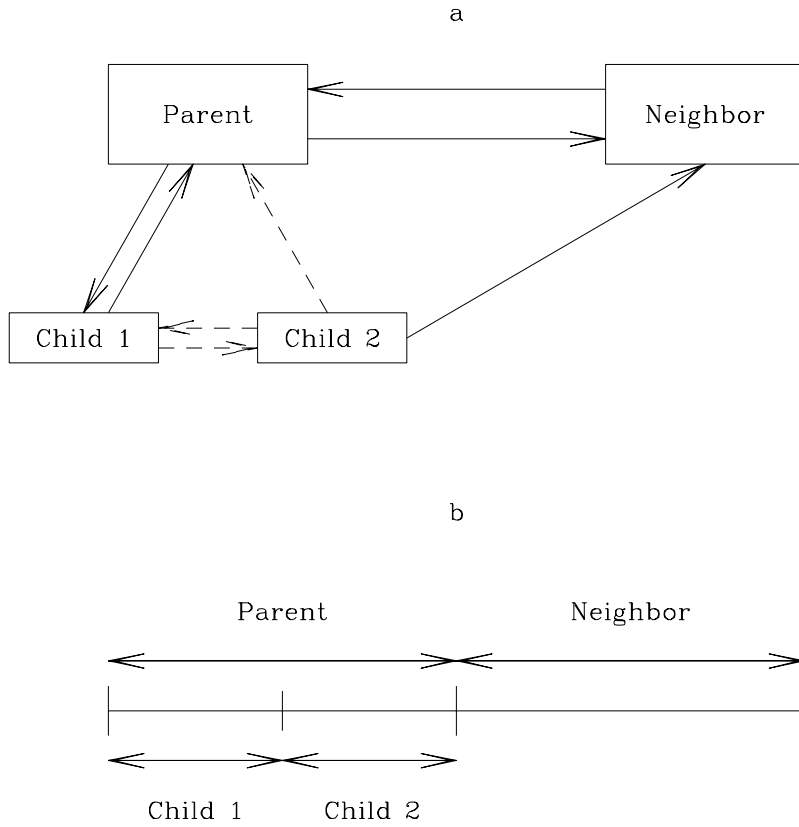 a
Parent
Neighbor
Child 1
Child 2
b
Parent
Neighbor
Child 1
Child 2